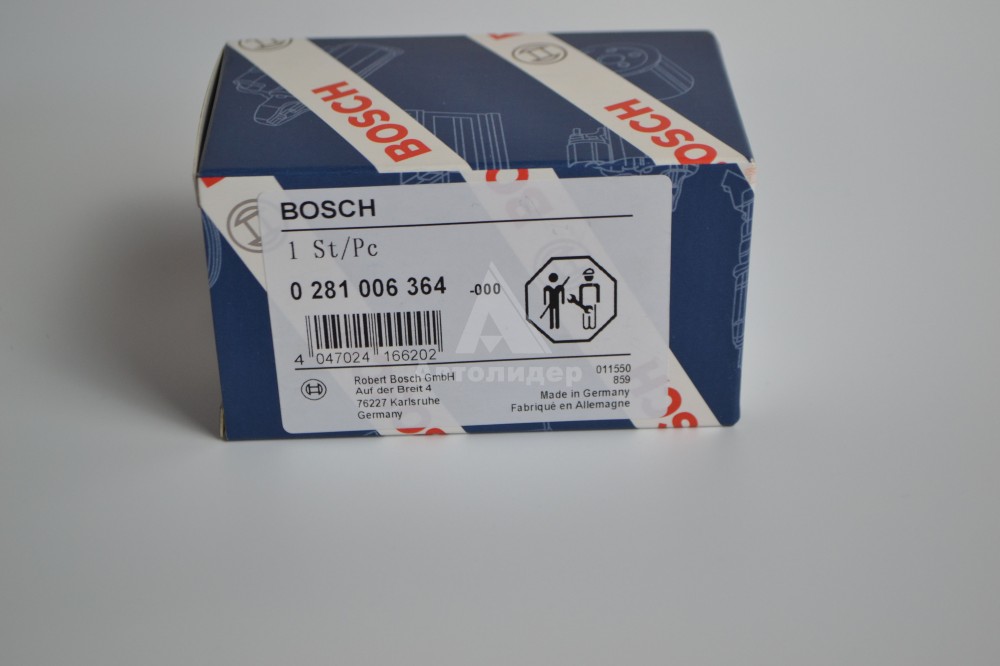 BOSCH
BOSCH
BOSCH
1 St/Pc
0 281 006 364 -000
4 047024 166202
Автолидер
Robert Bosch GmbH
Auf der Breit 4
76227 Karlsruhe
Germany
011550
859
Made in Germany
Fabriqué en Allemagne